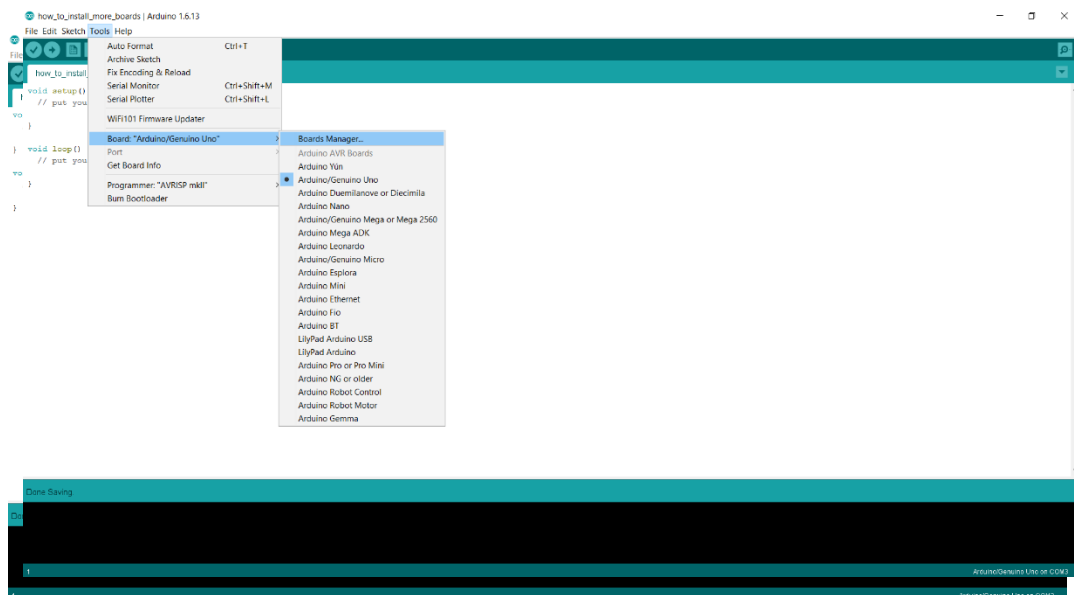 how_to_install_more_boards | Arduino 1.6.13
File Edit Sketch Tools Help
File
how_to_install_
Auto Format Ctrl+T
Archive Sketch
Fix Encoding & Reload
Serial Monitor Ctrl+Shift+M
Serial Plotter Ctrl+Shift+L
WiFi101 Firmware Updater
Board: "Arduino/Genuino Uno"
Port
Get Board Info
Programmer: "AVRISP mkII"
Burn Bootloader
void setup()
// put you
vo
}
} void loop()
// put you
vo
}
}
Boards Manager...
Arduino AVR Boards
Arduino Yún
Arduino/Genuino Uno
Arduino Duemilanove or Diecimila
Arduino Nano
Arduino/Genuino Mega or Mega 2560
Arduino Mega ADK
Arduino Leonardo
Arduino/Genuino Micro
Arduino Esplora
Arduino Mini
Arduino Ethernet
Arduino Fio
Arduino BT
LilyPad Arduino USB
LilyPad Arduino
Arduino Pro or Pro Mini
Arduino NG or older
Arduino Robot Control
Arduino Robot Motor
Arduino Gemma
Done Saving
1 Arduino/Genuino Uno on COM3